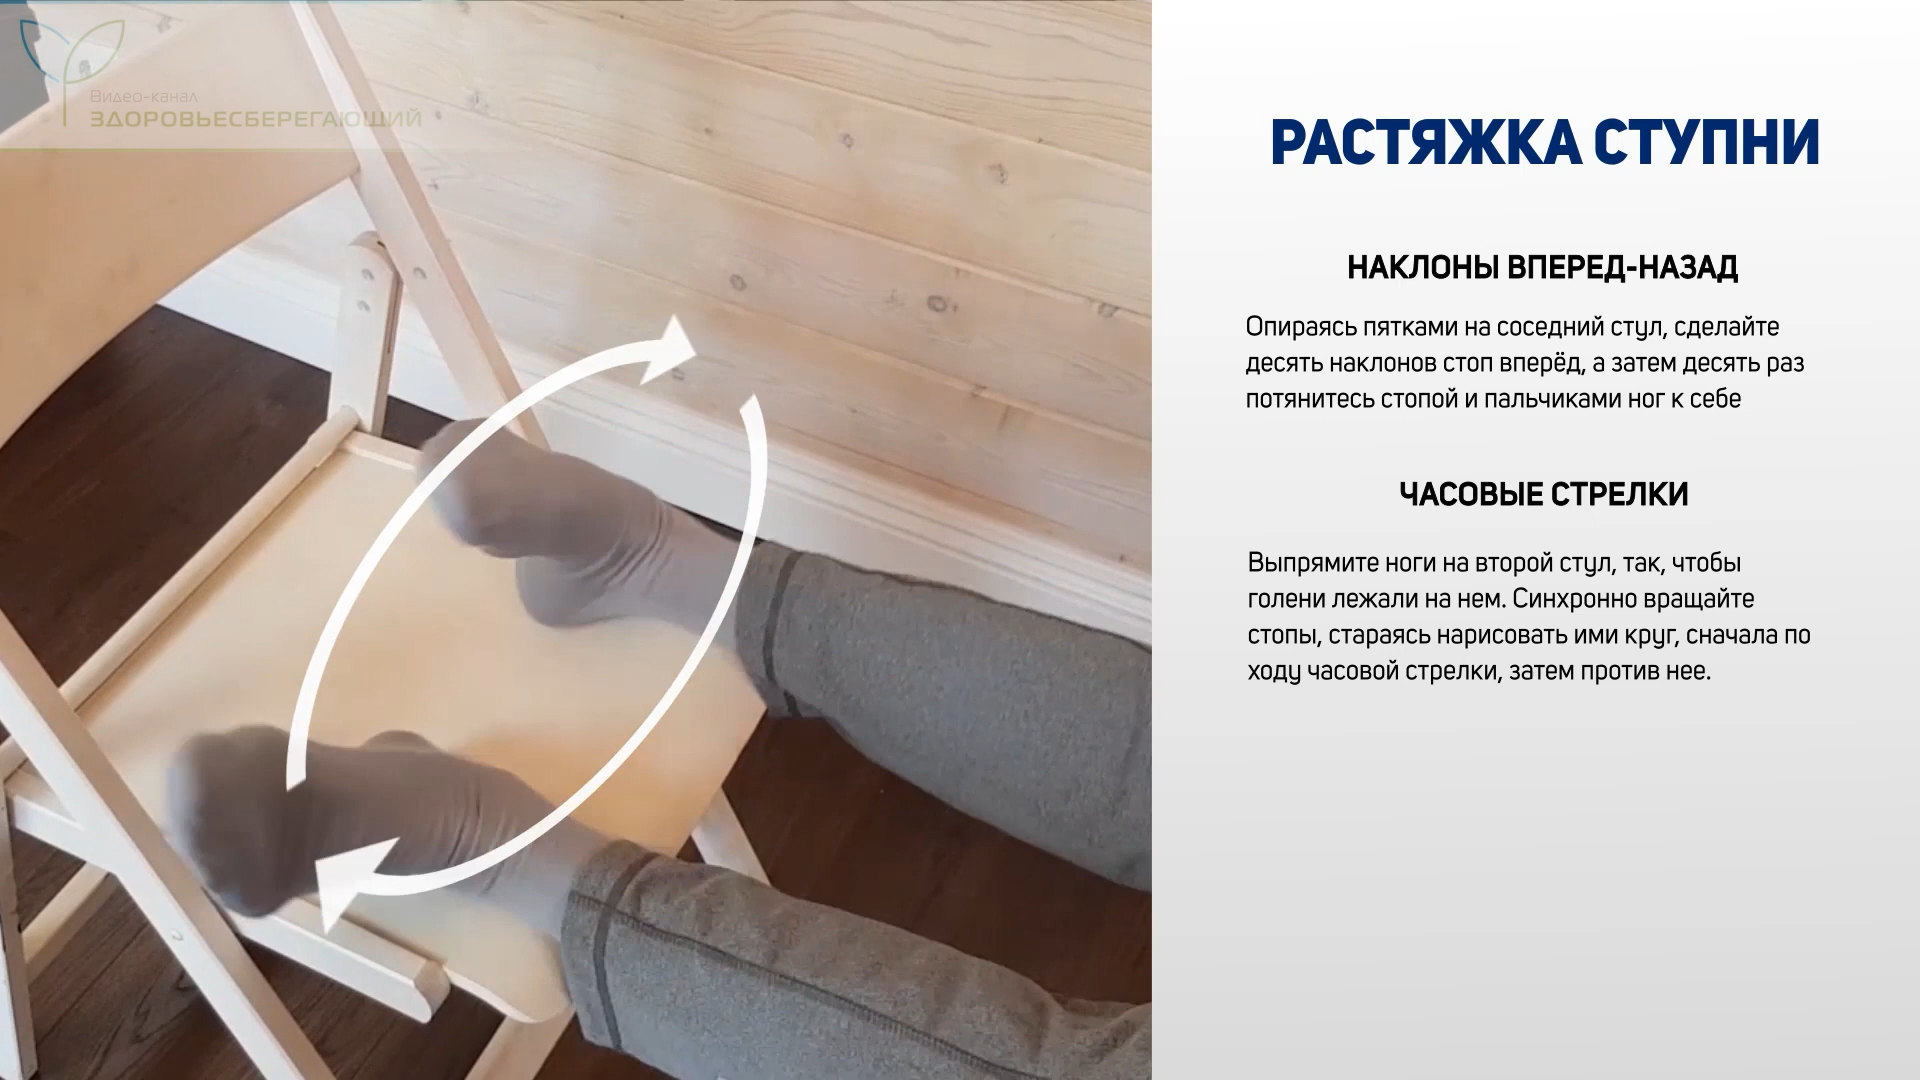 Видео-канал
ЗДОРОВЬЕСБЕРЕГАЮЩИЙ
РАСТЯЖКА СТУПНИ
НАКЛОНЫ ВПЕРЕД-НАЗАД
Опираясь пятками на соседний стул, сделайте
десять наклонов стоп вперёд, а затем десять раз
потянитесь стопой и пальчиками ног к себе
ЧАСОВЫЕ СТРЕЛКИ
Выпрямите ноги на второй стул, так, чтобы
голени лежали на нем. Синхронно вращайте
стопы, стараясь нарисовать ими круг, сначала по
ходу часовой стрелки, затем против нее.